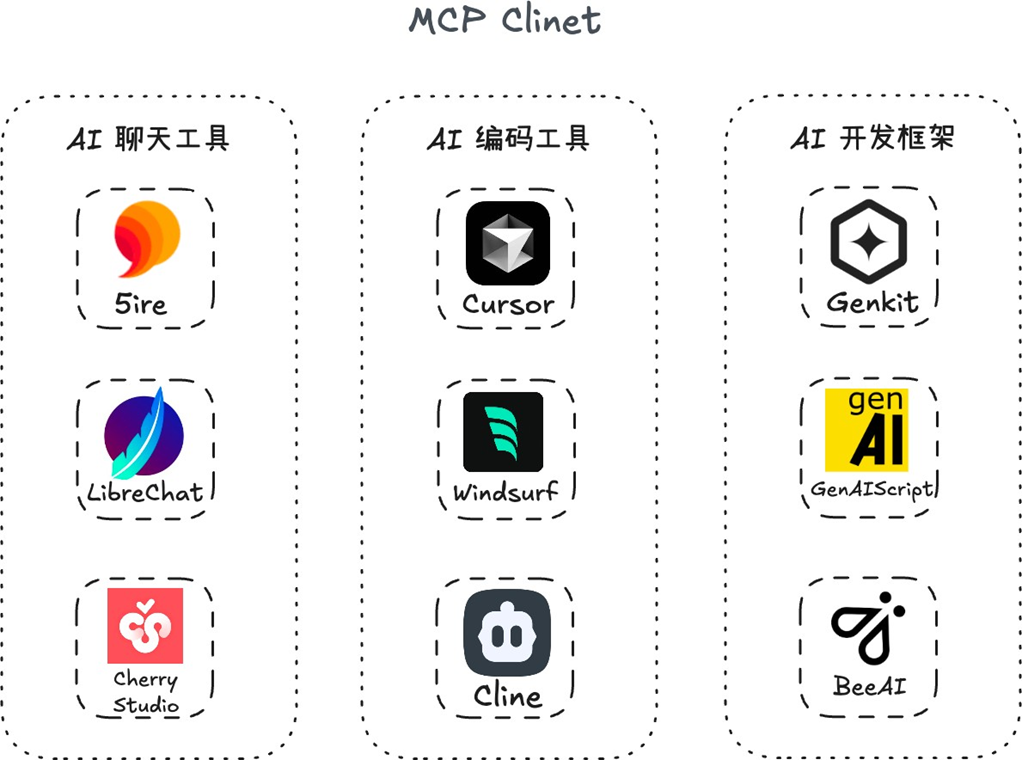 MCP Clinet
AI 聊天工具
5ire
LibreChat
Cherry
Studio
AI 编码工具
Cursor
Windsurf
Cline
AI 开发框架
Genkit
gen
AI
GenAIScript
BeeAI